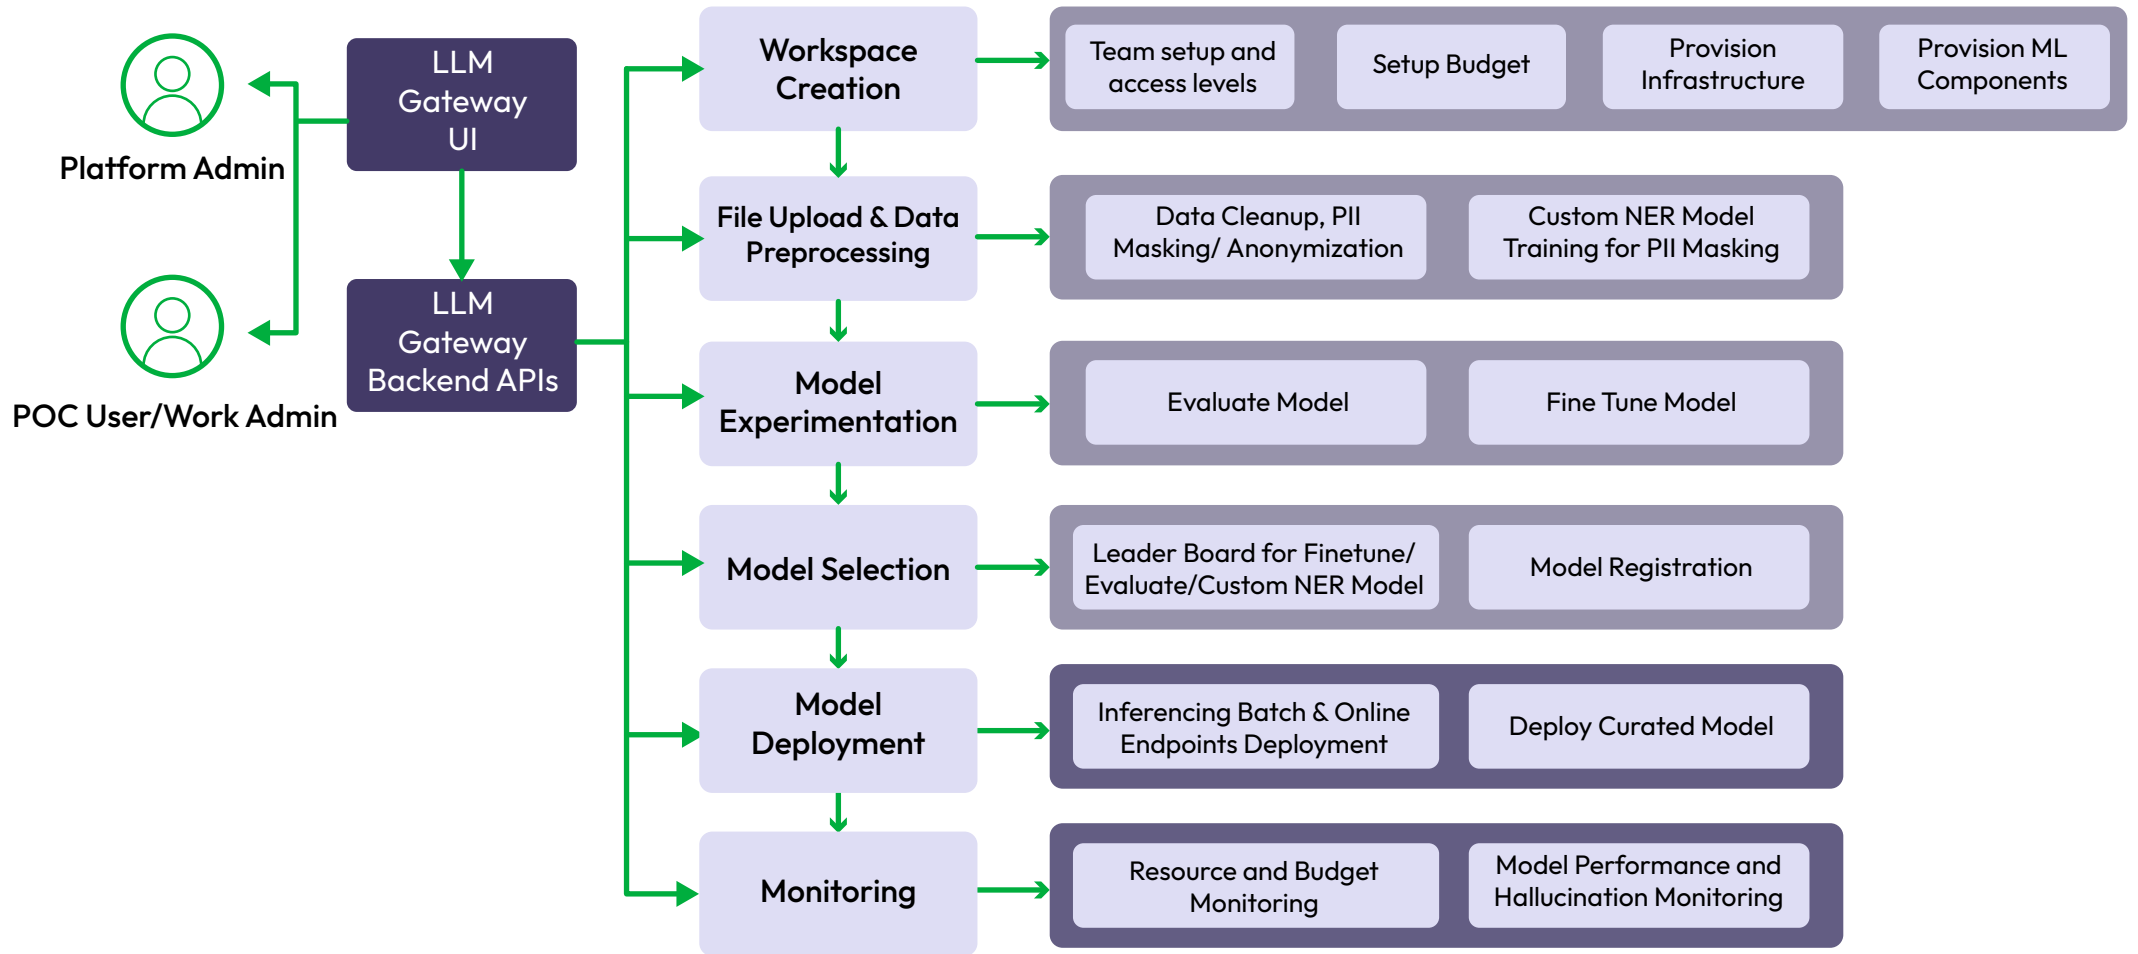 Platform Admin
POC User/Work Admin
LLM
Gateway
UI
LLM
Gateway
Backend APIs
Workspace
Creation
Team setup and
access levels
Setup Budget
Provision
Infrastructure
Provision ML
Components
File Upload & Data
Preprocessing
Data Cleanup, PII
Masking/ Anonymization
Custom NER Model
Training for PII Masking
Model
Experimentation
Evaluate Model
Fine Tune Model
Model Selection
Leader Board for Finetune/
Evaluate/Custom NER Model
Model Registration
Model
Deployment
Inferencing Batch & Online
Endpoints Deployment
Deploy Curated Model
Monitoring
Resource and Budget
Monitoring
Model Performance and
Hallucination Monitoring